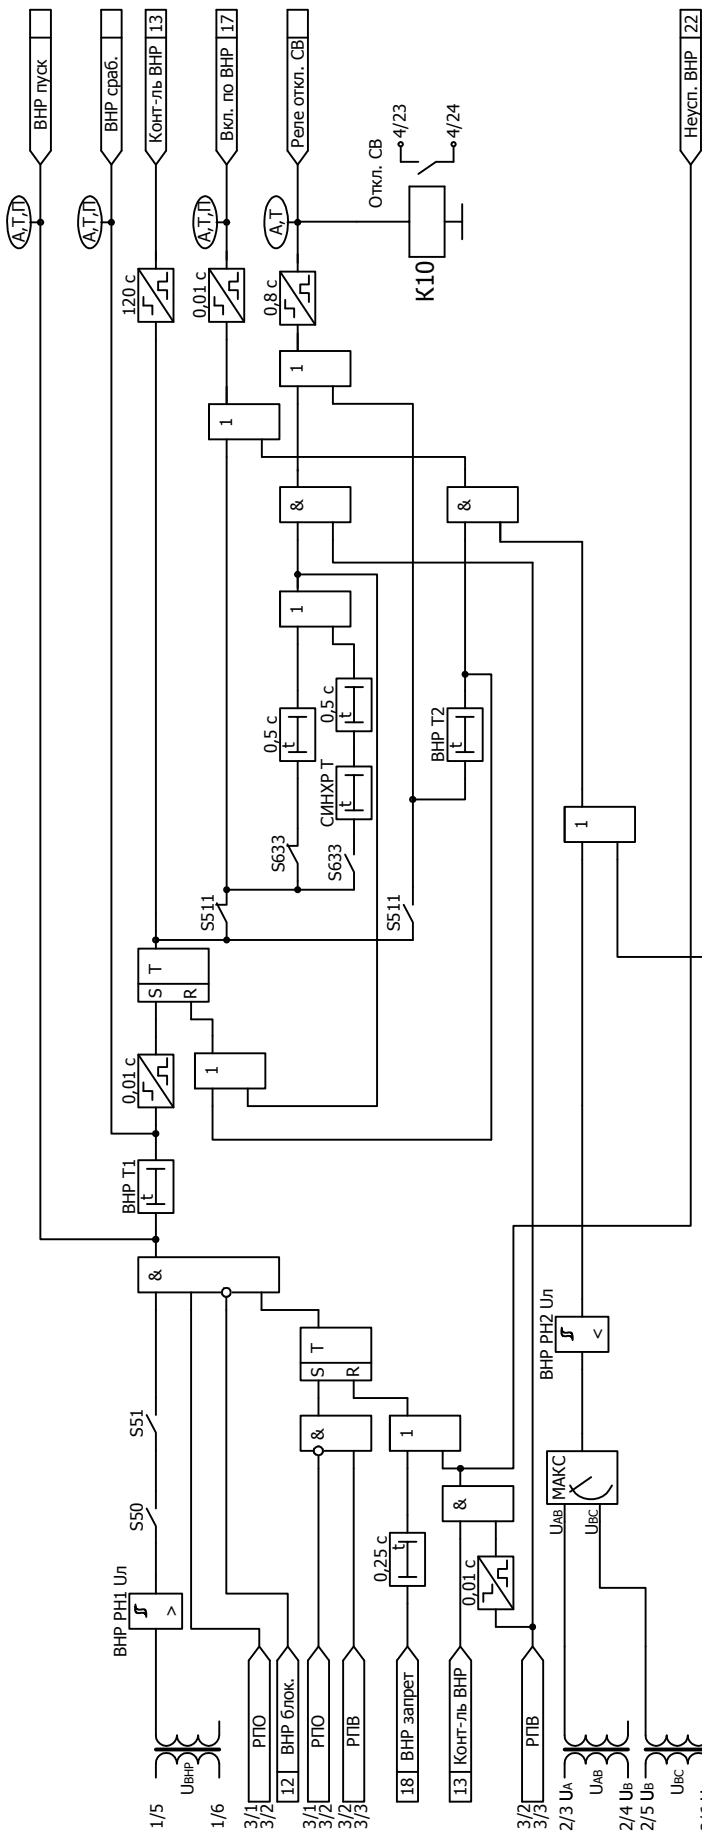 ВНР пуск
ВНР сраб.
Конт-ль ВНР 13
Вкл. по ВНР 17
Реле откл. СВ
Неусп. ВНР 22
А,Т,П
А,Т,П
А,Т,П
А,Т
Откл. СВ
4/23
4/24
К10
120 с
0,01 с
0,8 с
1
1
&
&
1
0,5 с
t
0,5 с
t
СИНХР Т
t
ВНР Т2
t
S633
S633
S511
S511
1
S T
R
0,01 с
1
ВНР Т1
t
&
S51
S50
ВНР РН1 Uл
>
S T
R
&
1
0,25 с
t
&
0,01 с
ВНР РН2 Uл
<
МАКС
UАВ
UВС
1/5
UВНР
1/6
3/1
3/2
РПО
12 ВНР блок.
3/1
3/2
РПО
3/2
3/3
РПВ
18 ВНР запрет
13 Конт-ль ВНР
3/2
3/3
РПВ
2/3 UА
UАВ
2/4 UВ
2/5 UВ
UВС